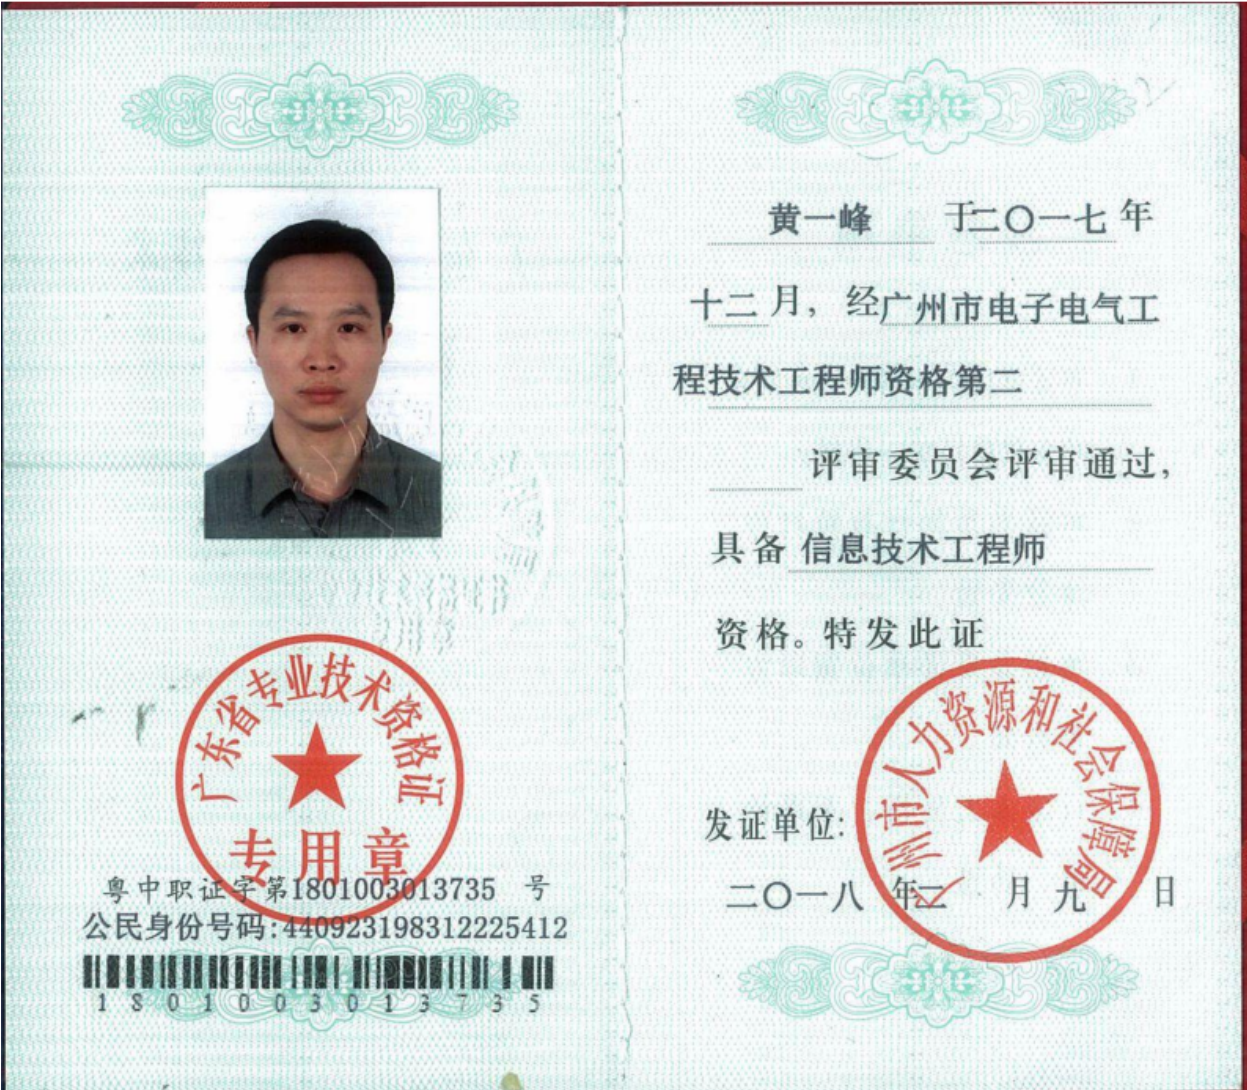 广东省专业技术资格证
专用章
粤中职证字第1801003013735 号
公民身份号码:440923198312225412
1801003013735
黄一峰 于二〇一七年
十二月，经广州市电子电气工
程技术工程师资格第二
评审委员会评审通过，
具备 信息技术工程师
资格。特发此证
广州市人力资源和社会保障局
发证单位:
二〇一八 年二 月九 日